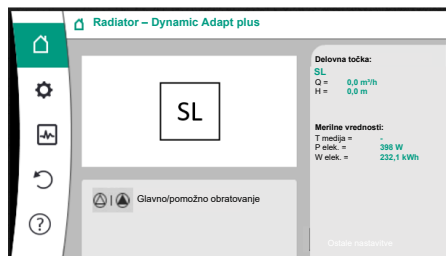 Radiator – Dynamic Adapt plus
SL
Glavno/pomožno obratovanje
Delovna točka:
SL
Q = 0,0 m³/h
H = 0,0 m
Merilne vrednosti:
T medija = -
P elek. = 398 W
W elek. = 232,1 kWh
Ostale nastavitve